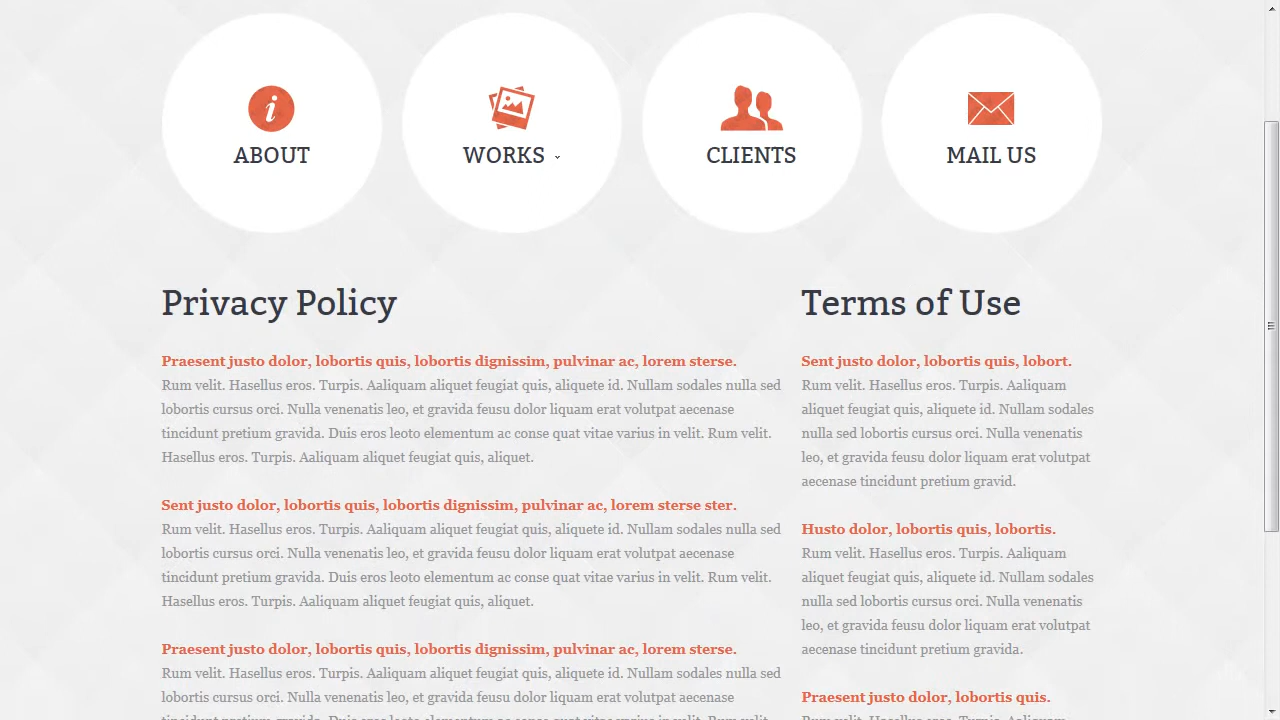 ABOUT
WORKS
CLIENTS
MAIL US
Privacy Policy
Praesent justo dolor, lobortis quis, lobortis dignissim, pulvinar ac, lorem sterse.
Rum velit. Hasellus eros. Turpis. Aaliquam aliquet feugiat quis, aliquete id. Nullam sodales nulla sed
lobortis cursus orci. Nulla venenatis leo, et gravida feusu dolor liquam erat volutpat aecenase
tincidunt pretium gravida. Duis eros leoto elementum ac conse quat vitae varius in velit. Rum velit.
Hasellus eros. Turpis. Aaliquam aliquet feugiat quis, aliquet.
Sent justo dolor, lobortis quis, lobortis dignissim, pulvinar ac, lorem sterse ster.
Rum velit. Hasellus eros. Turpis. Aaliquam aliquet feugiat quis, aliquete id. Nullam sodales nulla sed
lobortis cursus orci. Nulla venenatis leo, et gravida feusu dolor liquam erat volutpat aecenase
tincidunt pretium gravida. Duis eros leoto elementum ac conse quat vitae varius in velit. Rum velit.
Hasellus eros. Turpis. Aaliquam aliquet feugiat quis, aliquet.
Praesent justo dolor, lobortis quis, lobortis dignissim, pulvinar ac, lorem sterse.
Rum velit. Hasellus eros. Turpis. Aaliquam aliquet feugiat quis, aliquete id. Nullam sodales nulla sed
lobortis cursus orci. Nulla venenatis leo, et gravida feusu dolor liquam erat volutpat aecenase
Terms of Use
Sent justo dolor, lobortis quis, lobort.
Rum velit. Hasellus eros. Turpis. Aaliquam
aliquet feugiat quis, aliquete id. Nullam sodales
nulla sed lobortis cursus orci. Nulla venenatis
leo, et gravida feusu dolor liquam erat volutpat
aecenase tincidunt pretium gravid.
Husto dolor, lobortis quis, lobortis.
Rum velit. Hasellus eros. Turpis. Aaliquam
aliquet feugiat quis, aliquete id. Nullam sodales
nulla sed lobortis cursus orci. Nulla venenatis
leo, et gravida feusu dolor liquam erat volutpat
aecenase tincidunt pretium gravida.
Praesent justo dolor, lobortis quis.